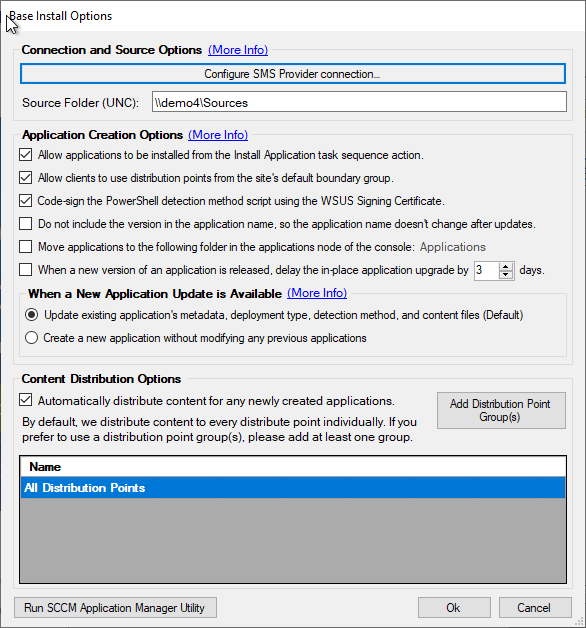 Base Install Options
Connection and Source Options (More Info)
Configure SMS Provider connection...
Source Folder (UNC): \\demo4\Sources
Application Creation Options (More Info)
Allow applications to be installed from the Install Application task sequence action.
Allow clients to use distribution points from the site's default boundary group.
Code-sign the PowerShell detection method script using the WSUS Signing Certificate.
Do not include the version in the application name, so the application name doesn't change after updates.
Move applications to the following folder in the applications node of the console: Applications
When a new version of an application is released, delay the in-place application upgrade by 3 days.
When a New Application Update is Available (More Info)
Update existing application's metadata, deployment type, detection method, and content files (Default)
Create a new application without modifying any previous applications
Content Distribution Options
Automatically distribute content for any newly created applications.
Add Distribution Point
Group(s)
By default, we distribute content to every distribute point individually. If you
prefer to use a distribution point group(s), please add at least one group.
Name
All Distribution Points
Run SCCM Application Manager Utility
Ok
Cancel